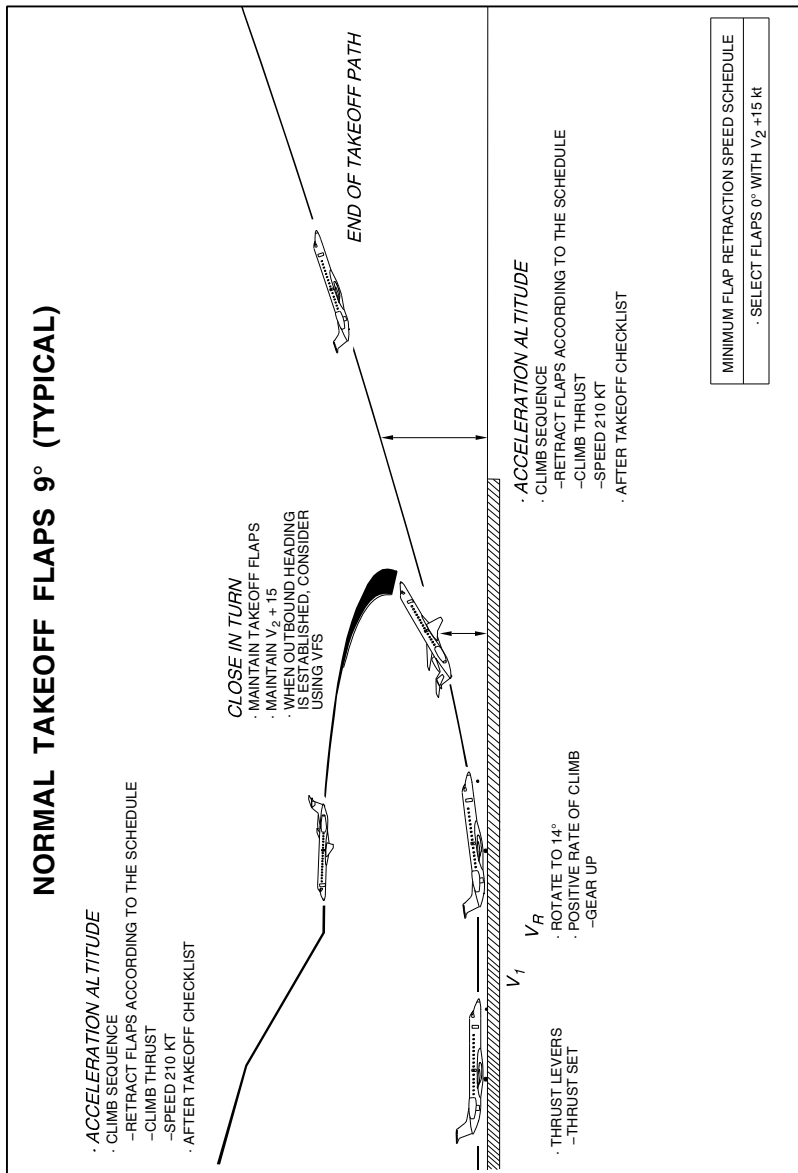 NORMAL TAKEOFF FLAPS 9° (TYPICAL)
· ACCELERATION ALTITUDE
· CLIMB SEQUENCE
–RETRACT FLAPS ACCORDING TO THE SCHEDULE
–CLIMB THRUST
–SPEED 210 KT
· AFTER TAKEOFF CHECKLIST
CLOSE IN TURN
· MAINTAIN TAKEOFF FLAPS
· MAINTAIN V2 + 15
· WHEN OUTBOUND HEADING
IS ESTABLISHED, CONSIDER
USING VFS
END OF TAKEOFF PATH
· THRUST LEVERS
–THRUST SET
V1
VR
· ROTATE TO 14°
· POSITIVE RATE OF CLIMB
–GEAR UP
· ACCELERATION ALTITUDE
· CLIMB SEQUENCE
–RETRACT FLAPS ACCORDING TO THE SCHEDULE
–CLIMB THRUST
–SPEED 210 KT
· AFTER TAKEOFF CHECKLIST
MINIMUM FLAP RETRACTION SPEED SCHEDULE
· SELECT FLAPS 0° WITH V2 +15 kt